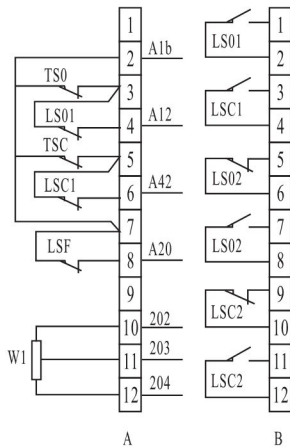 1 1
LS01
2 A1b 2
TS0
3 3
LS01 LSC1
4 A12 4
TSC
5 5
LSC1 LS02
6 A42 6
7 7
LSF LS02
8 A20 8
9 9
LSC2
10 202 10
W1 11 203 11
LSC2
12 204 12
A B